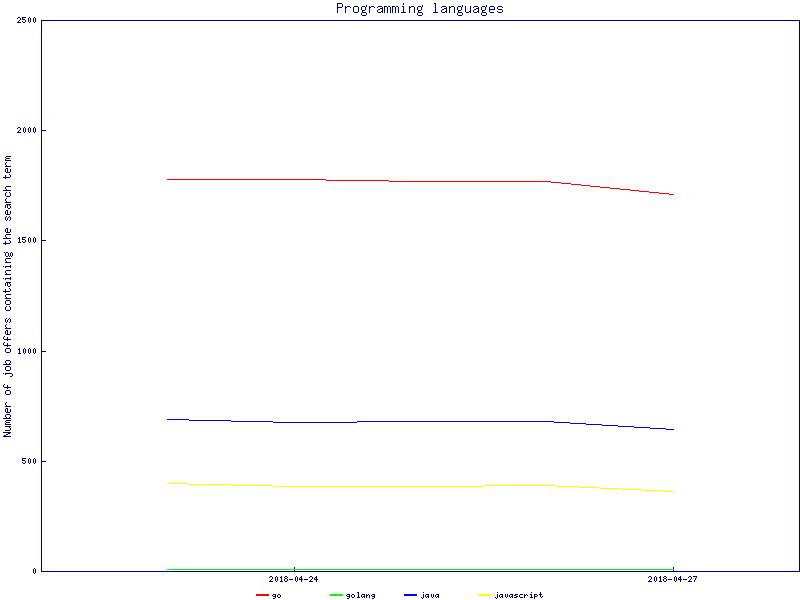 Programming languages
2500
2000
1500
1000
500
0
Number of job offers containing the search term
2018-04-24 2018-04-27
go golang java javascript